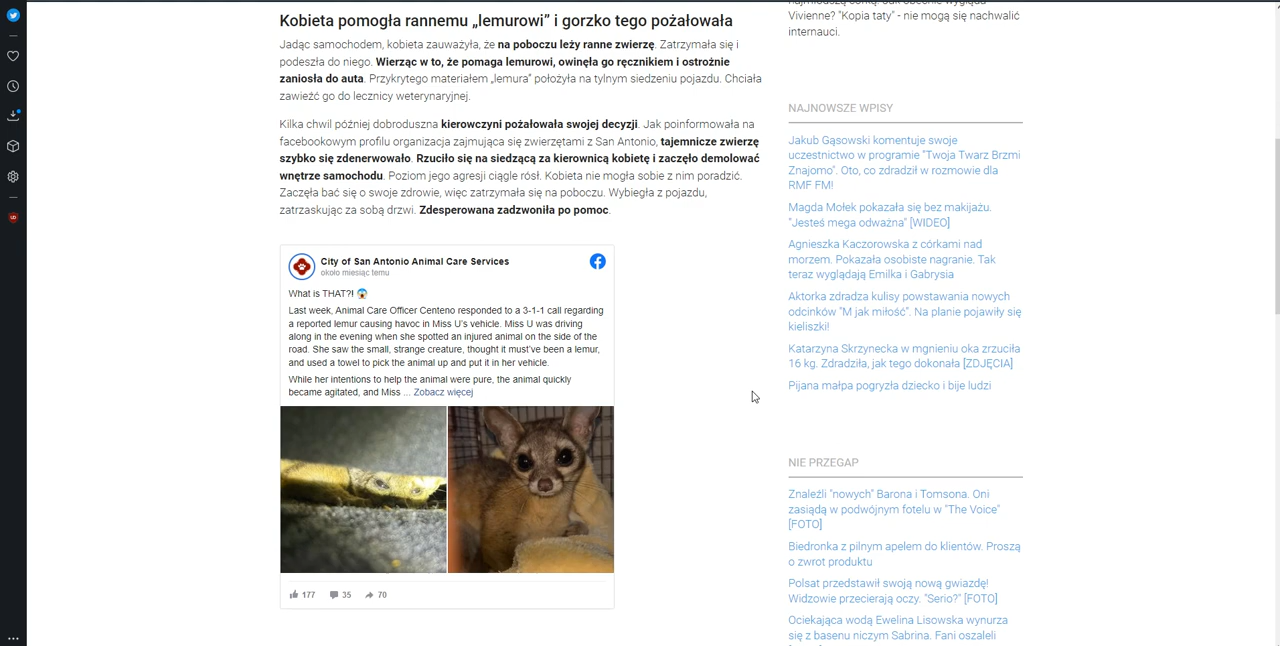 Kobieta pomogła rannemu „lemurowi” i gorzko tego pożałowała
Jadąc samochodem, kobieta zauważyła, że na poboczu leży ranne zwierzę. Zatrzymała się i
podeszła do niego. Wierząc w to, że pomaga lemurowi, owinęła go ręcznikiem i ostrożnie
zaniosła do auta. Przykrytego materiałem „lemura” położyła na tylnym siedzeniu pojazdu. Chciała
zawieźć go do lecznicy weterynaryjnej.
Kilka chwil później dobroduszna kierowczyni pożałowała swojej decyzji. Jak poinformowała na
facebookowym profilu organizacja zajmująca się zwierzętami z San Antonio, tajemnicze zwierzę
szybko się zdenerwowało. Rzuciło się na siedzącą za kierownicą kobietę i zaczęło demolować
wnętrze samochodu. Poziom jego agresji ciągle rósł. Kobieta nie mogła sobie z nim poradzić.
Zaczęła bać się o swoje zdrowie, więc zatrzymała się na poboczu. Wybiegła z pojazdu,
zatrzaskując za sobą drzwi. Zdesperowana zadzwoniła po pomoc.
City of San Antonio Animal Care Services
około miesiąc temu
What is THAT?! 😱
Last week, Animal Care Officer Centeno responded to a 3-1-1 call regarding
a reported lemur causing havoc in Miss U's vehicle. Miss U was driving
along in the evening when she spotted an injured animal on the side of the
road. She saw the small, strange creature, thought it must've been a lemur,
and used a towel to pick the animal up and put it in her vehicle.
While her intentions to help the animal were pure, the animal quickly
became agitated, and Miss ... Zobacz więcej
177 35 70
Vivienne? "Kopia taty" - nie mogą się nachwalić
internauci.
NAJNOWSZE WPISY
Jakub Gąsowski komentuje swoje
uczestnictwo w programie "Twoja Twarz Brzmi
Znajomo". Oto, co zdradził w rozmowie dla
RMF FM!
Magda Mołek pokazała się bez makijażu.
"Jesteś mega odważna" [WIDEO]
Agnieszka Kaczorowska z córkami nad
morzem. Pokazała osobiste nagranie. Tak
teraz wyglądają Emilka i Gabrysia
Aktorka zdradza kulisy powstawania nowych
odcinków "M jak miłość". Na planie pojawiły się
kieliszki!
Katarzyna Skrzynecka w mgnieniu oka zrzuciła
16 kg. Zdradziła, jak tego dokonała [ZDJĘCIA]
Pijana małpa pogryzła dziecko i bije ludzi
NIE PRZEGAP
Znaleźli "nowych" Barona i Tomsona. Oni
zasiądą w podwójnym fotelu w "The Voice"
[FOTO]
Biedronka z pilnym apelem do klientów. Proszą
o zwrot produktu
Polsat przedstawił swoją nową gwiazdę!
Widzowie przecierają oczy. "Serio?" [FOTO]
Ociekająca wodą Ewelina Lisowska wynurza
się z basenu niczym Sabrina. Fani oszaleli